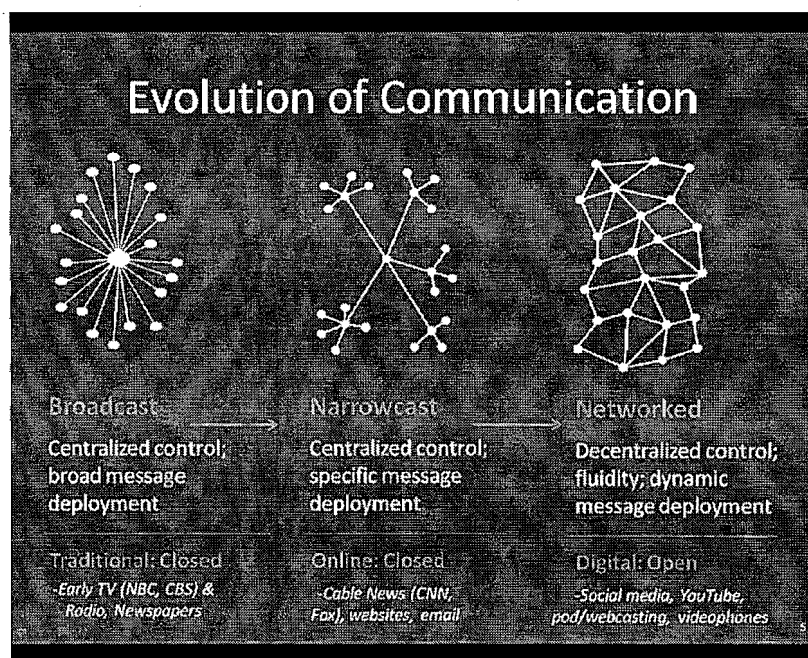 Evolution of Communication
Broadcast
Centralized control;
broad message
deployment
Traditional: Closed
-Early TV (NBC, CBS) &
Radio, Newspapers
Narrowcast
Centralized control;
specific message
deployment
Online: Closed
-Cable News (CNN,
Fox), websites, email
Networked
Decentralized control;
fluidity; dynamic
message deployment
Digital: Open
-Social media, YouTube,
pod/webcasting, videophones
5